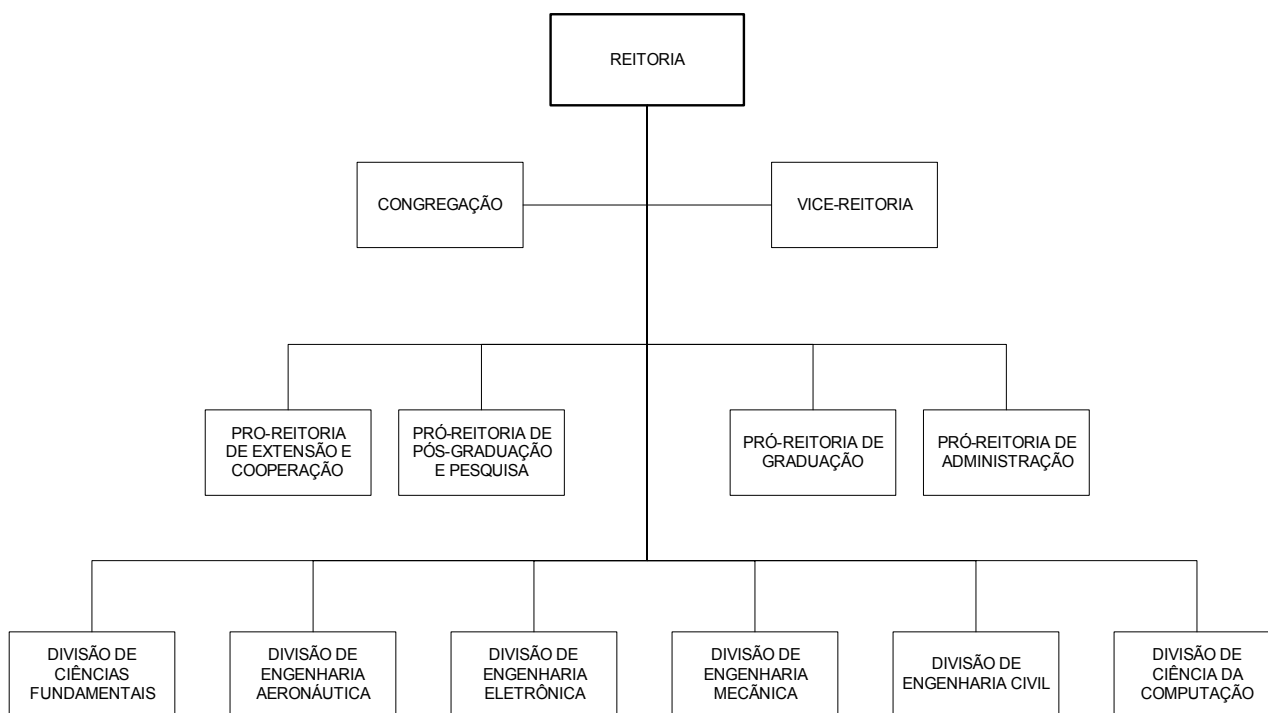 REITORIA
CONGREGAÇÃO
VICE-REITORIA
PRO-REITORIA
DE EXTENSÃO E
COOPERAÇÃO
PRÓ-REITORIA DE
PÓS-GRADUAÇÃO
E PESQUISA
PRÓ-REITORIA DE
GRADUAÇÃO
PRÓ-REITORIA DE
ADMINISTRAÇÃO
DIVISÃO DE
CIÊNCIAS
FUNDAMENTAIS
DIVISÃO DE
ENGENHARIA
AERONÁUTICA
DIVISÃO DE
ENGENHARIA
ELETRÔNICA
DIVISÃO DE
ENGENHARIA
MECÃNICA
DIVISÃO DE
ENGENHARIA CIVIL
DIVISÃO DE
CIÊNCIA DA
COMPUTAÇÃO